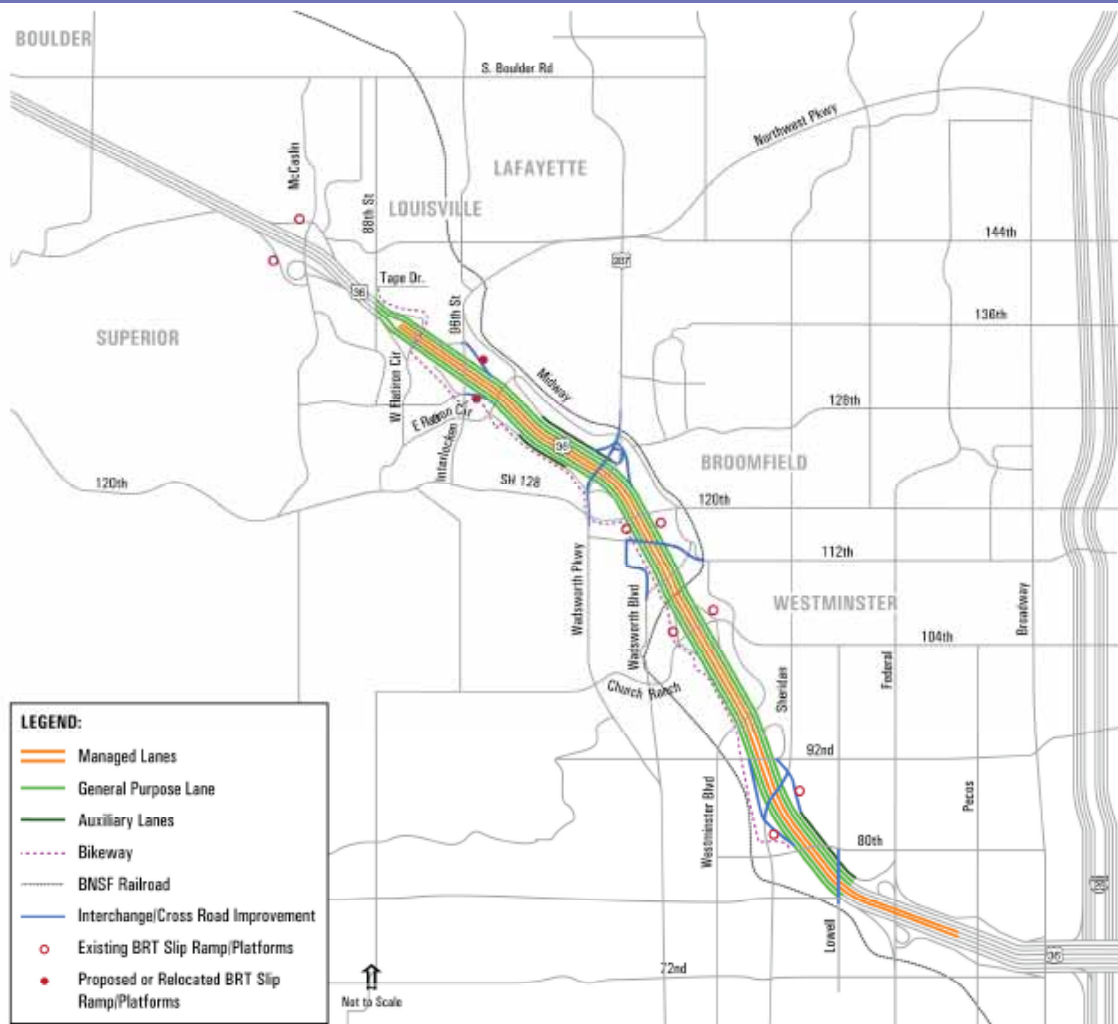 BOULDER
S. Boulder Rd
Northwest Pkwy
McCaslin
LAFAYETTE
88th St
LOUISVILLE
144th
287
Tape Dr.
36
96th St
136th
SUPERIOR
W Flatiron Cir
Midway
128th
E Flatiron Cir
Interlocken
36
BROOMFIELD
120th
SH 128
120th
112th
Wadsworth Pkwy
Wadsworth Blvd
WESTMINSTER
Broadway
104th
Federal
Sheridan
Church Ranch
92nd
Westminster Blvd
Pecos
80th
Lowell
36
72nd
LEGEND:
Managed Lanes
General Purpose Lane
Auxiliary Lanes
Bikeway
BNSF Railroad
Interchange/Cross Road Improvement
Existing BRT Slip Ramp/Platforms
Proposed or Relocated BRT Slip
Ramp/Platforms
Not to Scale